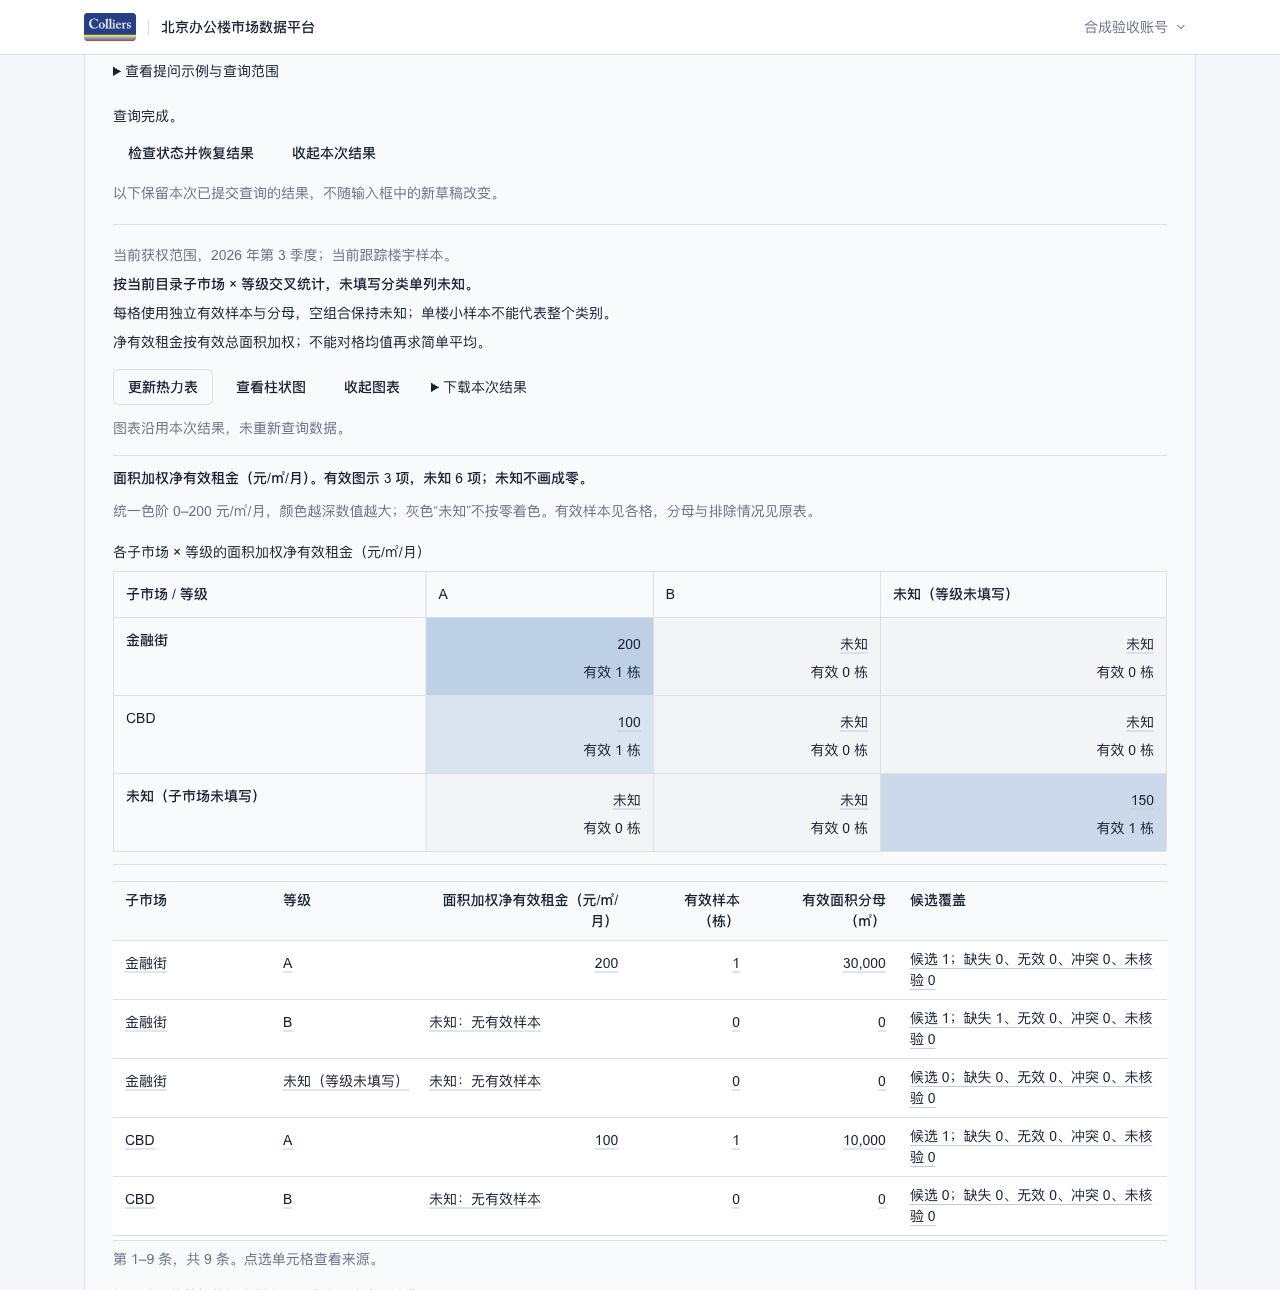 Colliers
北京办公楼市场数据平台
合成验收账号
查看提问示例与查询范围
查询完成。
检查状态并恢复结果
收起本次结果
以下保留本次已提交查询的结果，不随输入框中的新草稿改变。
当前获权范围，2026 年第 3 季度；当前跟踪楼宇样本。
按当前目录子市场 × 等级交叉统计，未填写分类单列未知。
每格使用独立有效样本与分母，空组合保持未知；单楼小样本不能代表整个类别。
净有效租金按有效总面积加权；不能对格均值再求简单平均。
更新热力表
查看柱状图
收起图表
下载本次结果
图表沿用本次结果，未重新查询数据。
面积加权净有效租金（元/㎡/月）。有效图示 3 项，未知 6 项；未知不画成零。
统一色阶 0–200 元/㎡/月，颜色越深数值越大；灰色“未知”不按零着色。有效样本见各格，分母与排除情况见原表。
各子市场 × 等级的面积加权净有效租金（元/㎡/月）
子市场 / 等级
A
B
未知（等级未填写）
金融街
200
有效 1 栋
未知
有效 0 栋
未知
有效 0 栋
CBD
100
有效 1 栋
未知
有效 0 栋
未知
有效 0 栋
未知（子市场未填写）
未知
有效 0 栋
未知
有效 0 栋
150
有效 1 栋
子市场
等级
面积加权净有效租金（元/㎡/
月）
有效样本
（栋）
有效面积分母
（㎡）
候选覆盖
金融街
A
200
1
30,000
候选 1；缺失 0、无效 0、冲突 0、未核
验 0
金融街
B
未知：无有效样本
0
0
候选 1；缺失 1、无效 0、冲突 0、未核
验 0
金融街
未知（等级未填写）
未知：无有效样本
0
0
候选 0；缺失 0、无效 0、冲突 0、未核
验 0
CBD
A
100
1
10,000
候选 1；缺失 0、无效 0、冲突 0、未核
验 0
CBD
B
未知：无有效样本
0
0
候选 0；缺失 0、无效 0、冲突 0、未核
验 0
第 1–9 条，共 9 条。点选单元格查看来源。